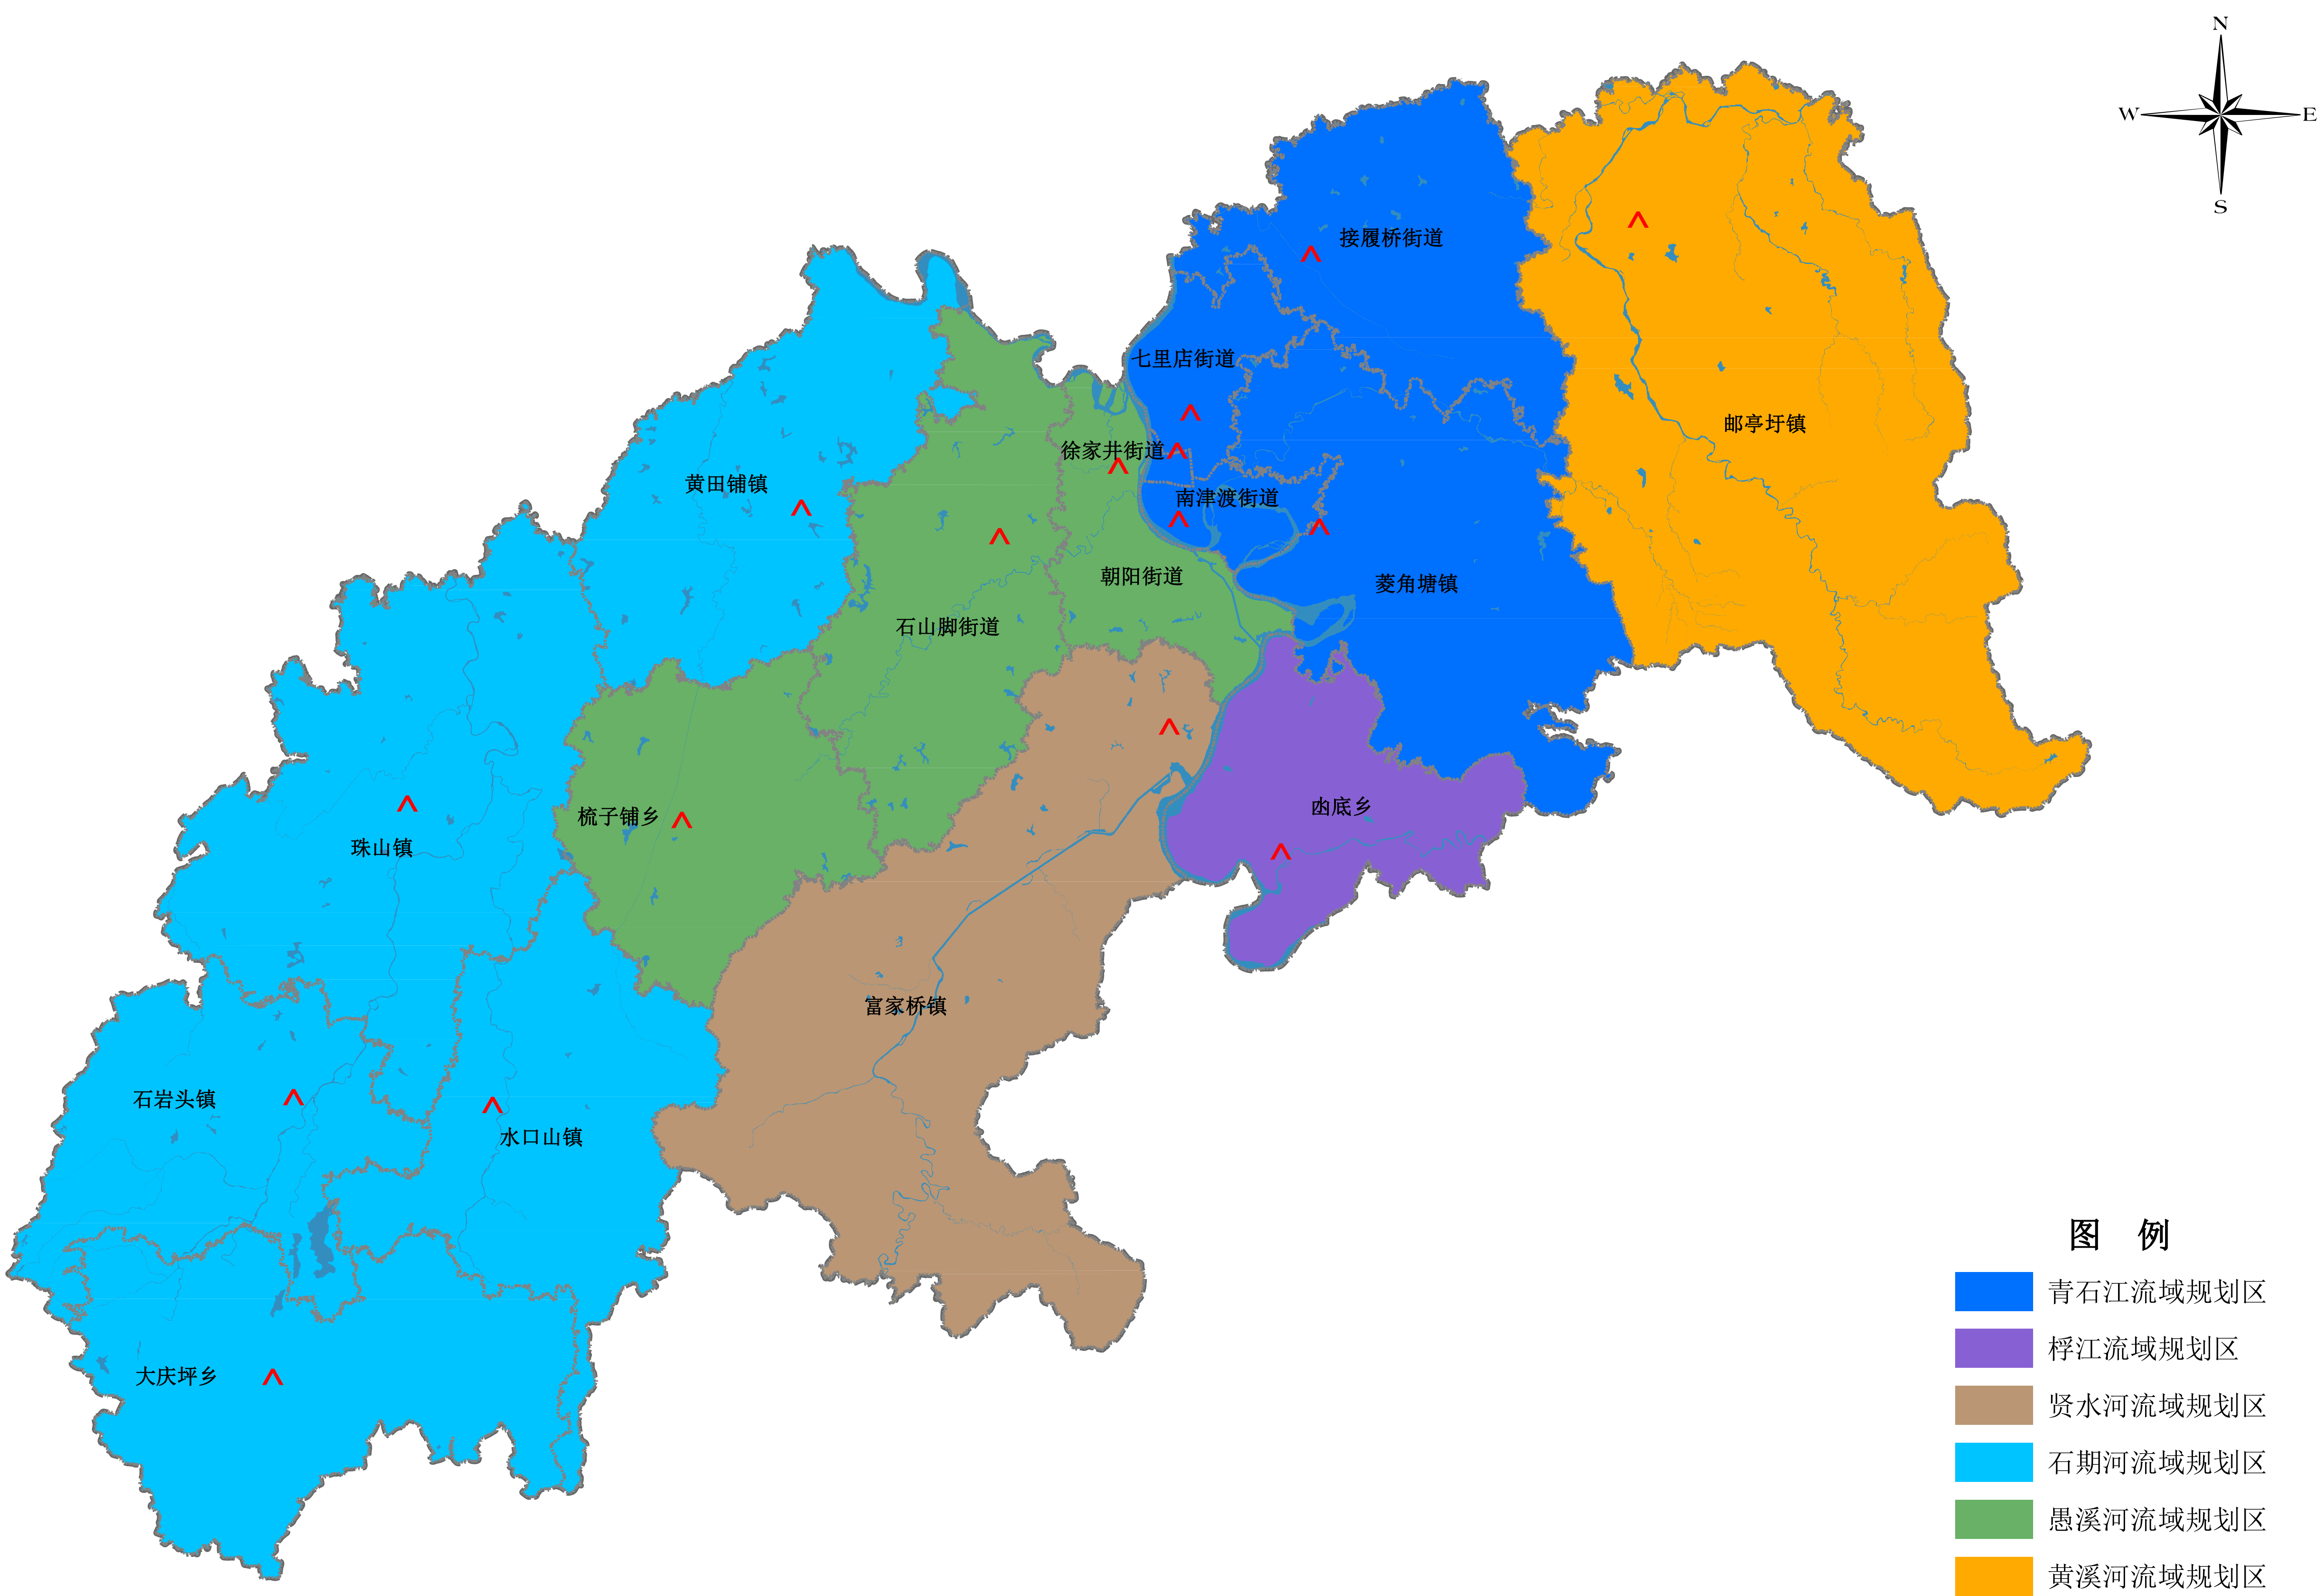 N
W
E
S
接履桥街道
七里店街道
邮亭圩镇
徐家井街道
黄田铺镇
南津渡街道
朝阳街道
菱角塘镇
石山脚街道
凼底乡
梳子铺乡
珠山镇
富家桥镇
石岩头镇
水口山镇
大庆坪乡
图 例
青石江流域规划区
桴江流域规划区
贤水河流域规划区
石期河流域规划区
愚溪河流域规划区
黄溪河流域规划区